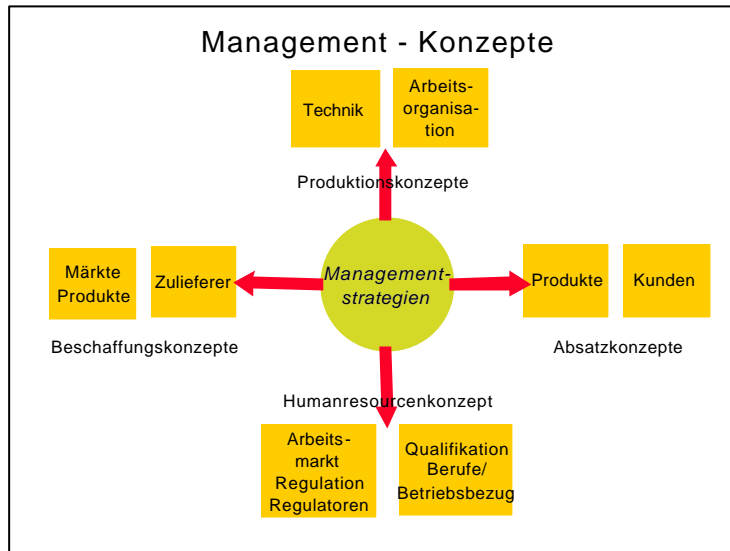 Management - Konzepte
Technik
Arbeits-
organisa-
tion
Produktionskonzepte
Märkte
Produkte
Zulieferer
Management-
strategien
Produkte
Kunden
Beschaffungskonzepte
Absatzkonzepte
Humanresourcenkonzept
Arbeits-
markt
Regulation
Regulatoren
Qualifikation
Berufe/
Betriebsbezug